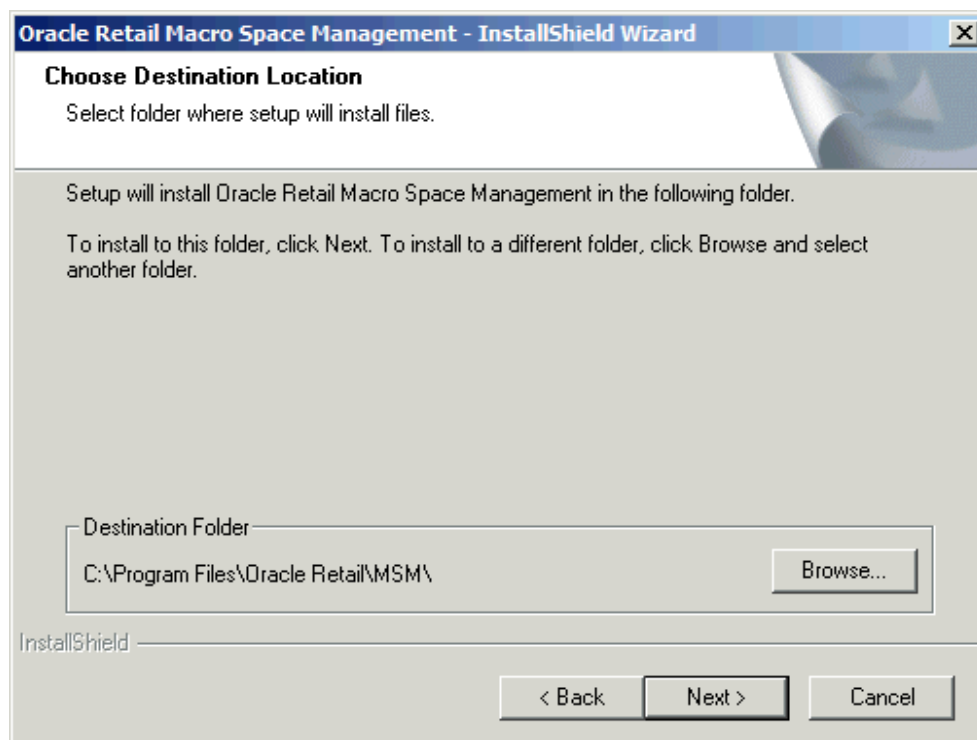 Oracle Retail Macro Space Management - InstallShield Wizard
Choose Destination Location
Select folder where setup will install files.
Setup will install Oracle Retail Macro Space Management in the following folder.
To install to this folder, click Next. To install to a different folder, click Browse and select
another folder.
Destination Folder
C:\Program Files\Oracle Retail\MSM\
Browse...
InstallShield
< Back
Next >
Cancel